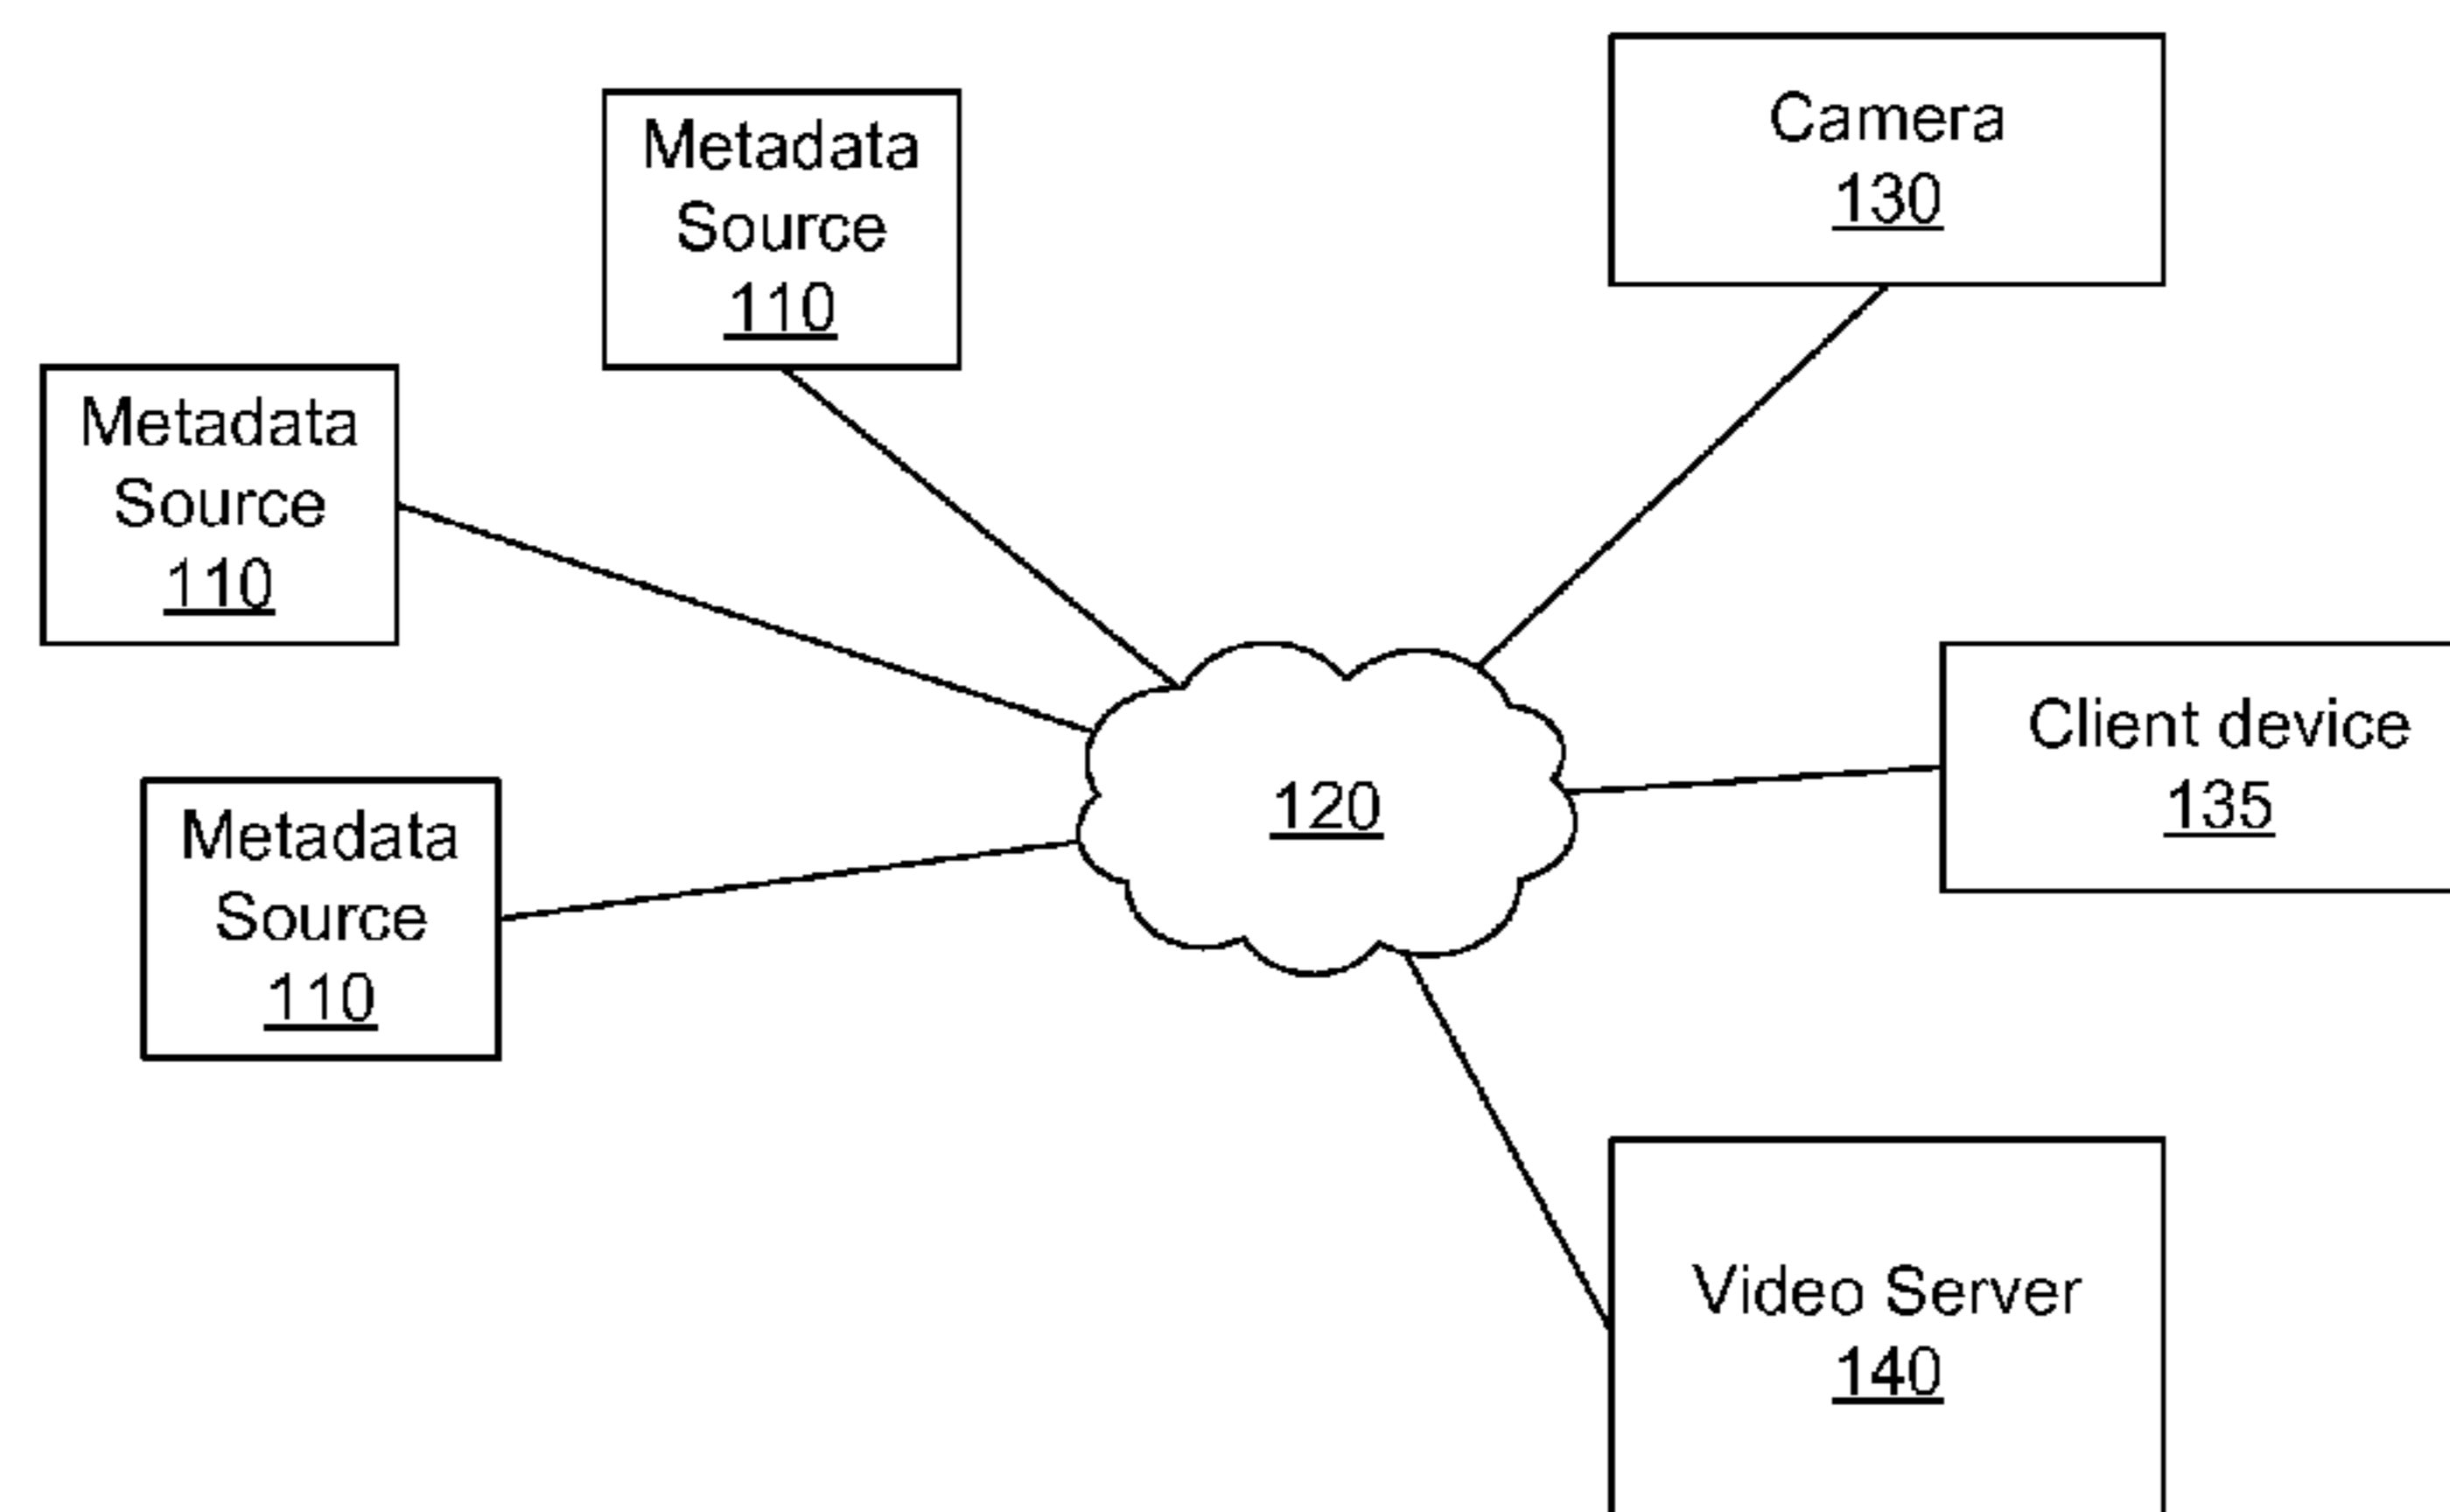 Camera
130
Metadata
Source
110
Metadata
Source
110
Client device
135
120
Metadata
Source
110
Video Server
140